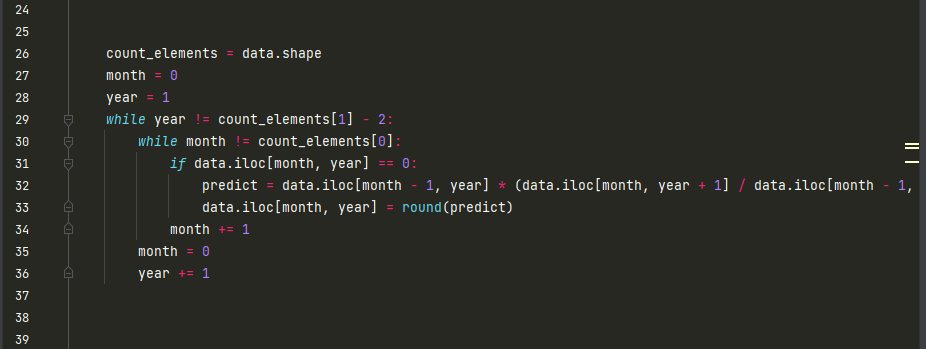 24
25
26 count_elements = data.shape
27 month = 0
28 year = 1
29 while year != count_elements[1] - 2:
30 while month != count_elements[0]:
31 if data.iloc[month, year] == 0:
32 predict = data.iloc[month - 1, year] * (data.iloc[month, year + 1] / data.iloc[month - 1,
33 data.iloc[month, year] = round(predict)
34 month += 1
35 month = 0
36 year += 1
37
38
39